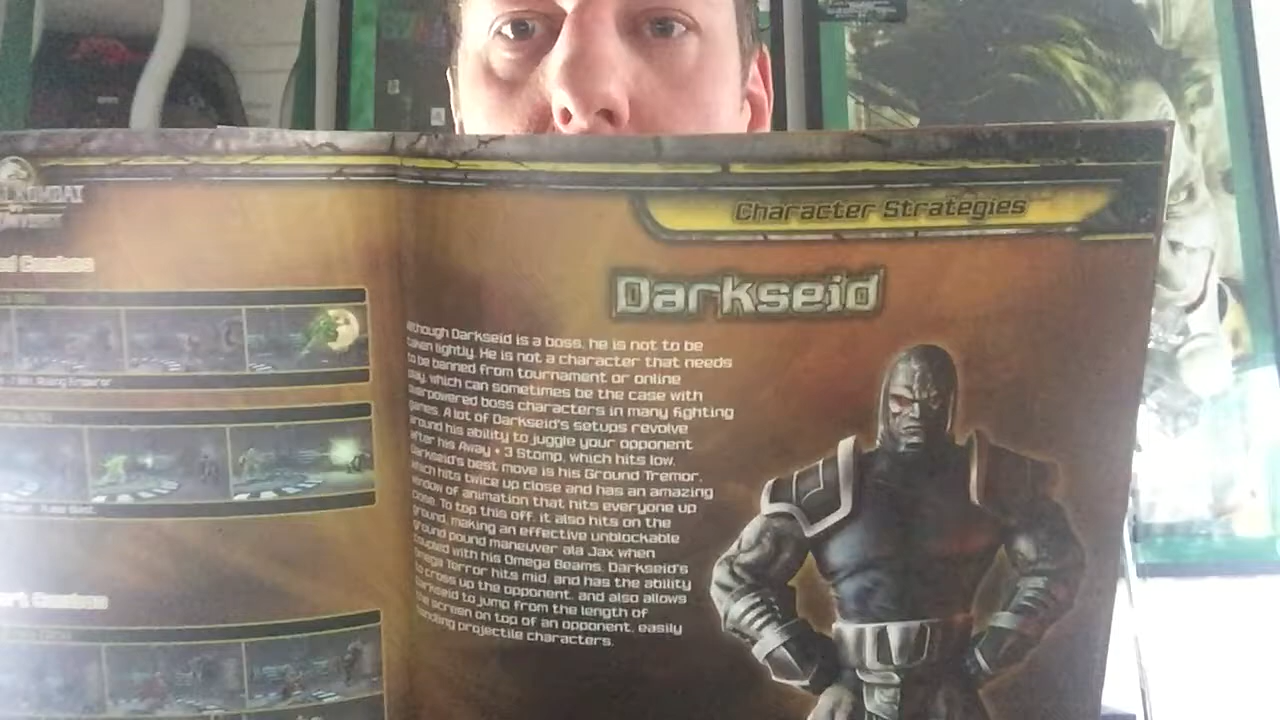 KOMBAT
Character Strategies
Darkseid
Although Darkseid is a boss, he is not to be
taken lightly. He is not a character that needs
to be banned from tournament or online
play, which can sometimes be the case with
overpowered boss characters in many fighting
games. A lot of Darkseid's setups revolve
around his ability to juggle your opponent
after his Away + 3 Stomp, which hits low.
Darkseid's best move is his Ground Tremor,
which hits twice up close and has an amazing
window of animation that hits everyone up
close. To top this off, it also hits on the
ground, making an effective unblockable
ground pound maneuver ala Jax when
coupled with his Omega Beams. Darkseid's
Omega Terror hits mid, and has the ability
to cross up the opponent, and also allows
Darkseid to jump from the length of
the screen on top of an opponent, easily
handling projectile characters.